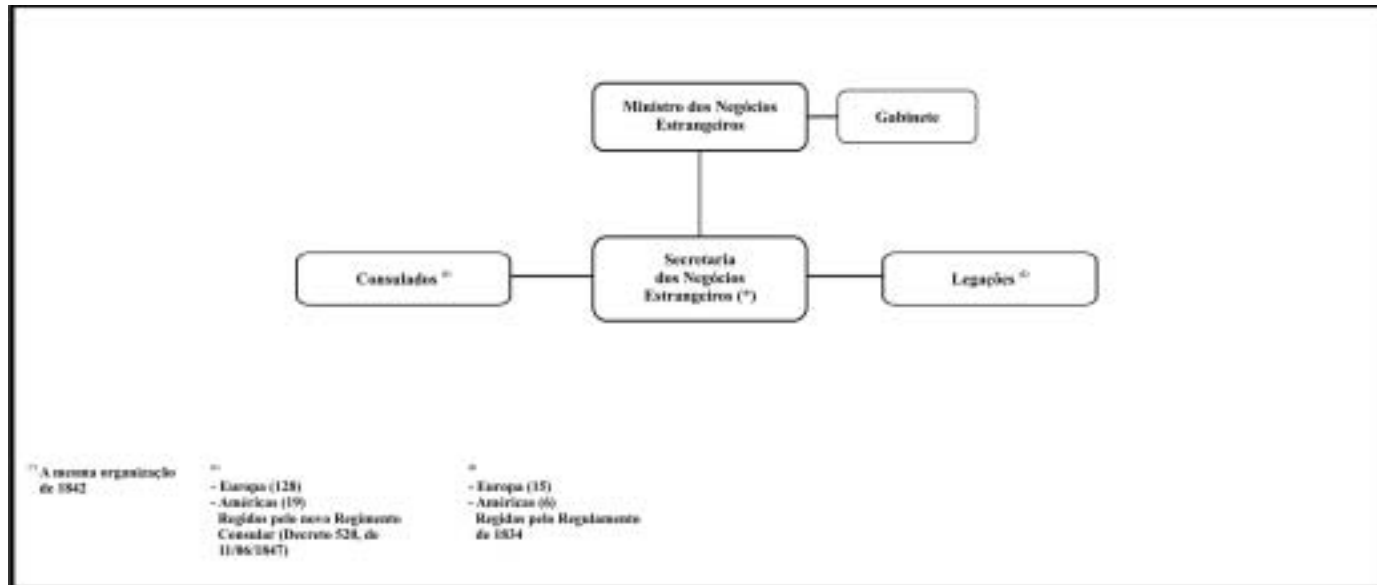 Ministro dos Negócios
Estrangeiros
Gabinete
Secretaria
dos Negócios
Estrangeiros (*)
Consulados
Legações
A mesma organização
de 1842
- Europa (128)
- Américas (19)
Regidos pelo novo Regimento
Consular (Decreto 520, de
11/06/1847)
- Europa (15)
- Américas (6)
Regidas pelo Regulamento
de 1834